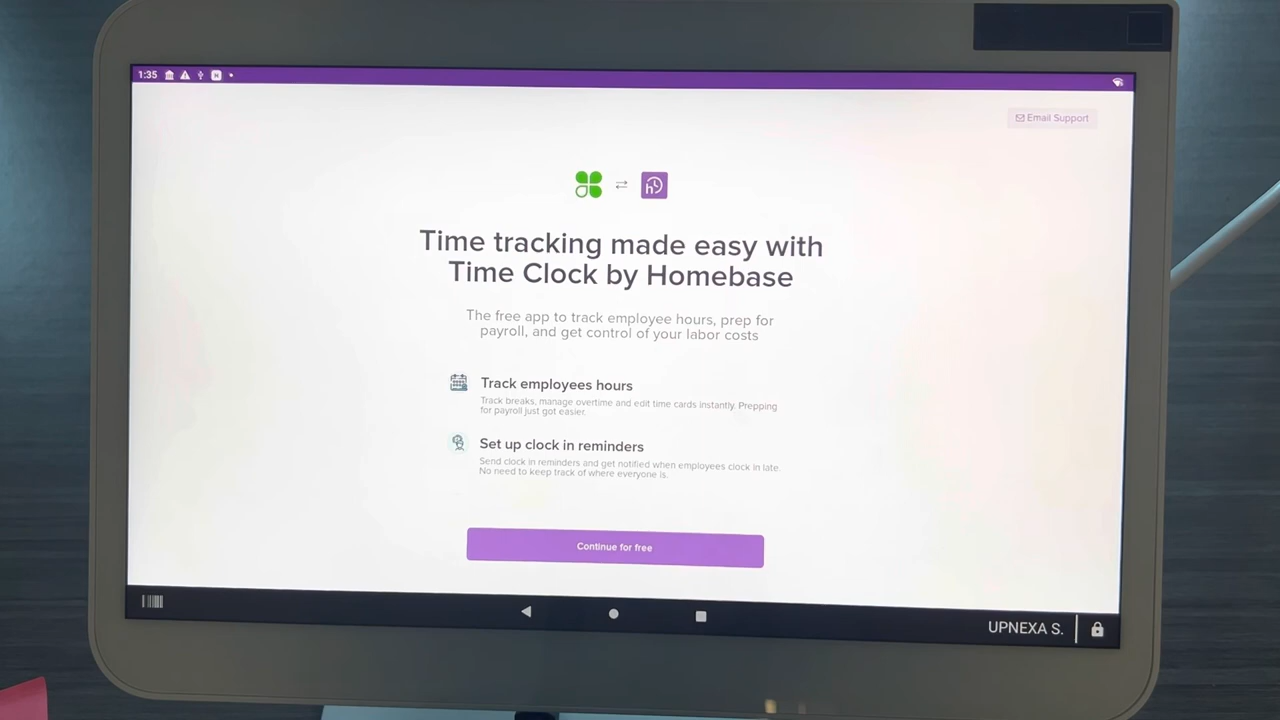 1:35
Email Support
Time tracking made easy with
Time Clock by Homebase
The free app to track employee hours, prep for
payroll, and get control of your labor costs
Track employees hours
Track breaks, manage overtime and edit time cards instantly. Prepping
for payroll just got easier.
Set up clock in reminders
Send clock in reminders and get notified when employees clock in late.
No need to keep track of where everyone is.
Continue for free
UPNEXA S.